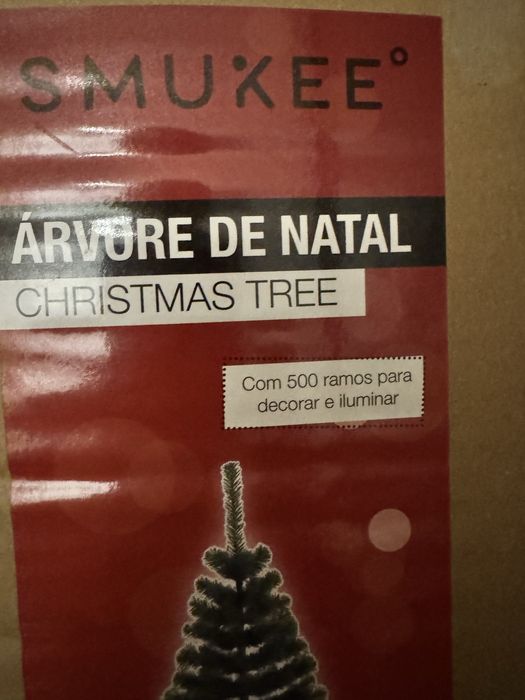 SMUKEE°
ÁRVORE DE NATAL
CHRISTMAS TREE
Com 500 ramos para
decorar e iluminar